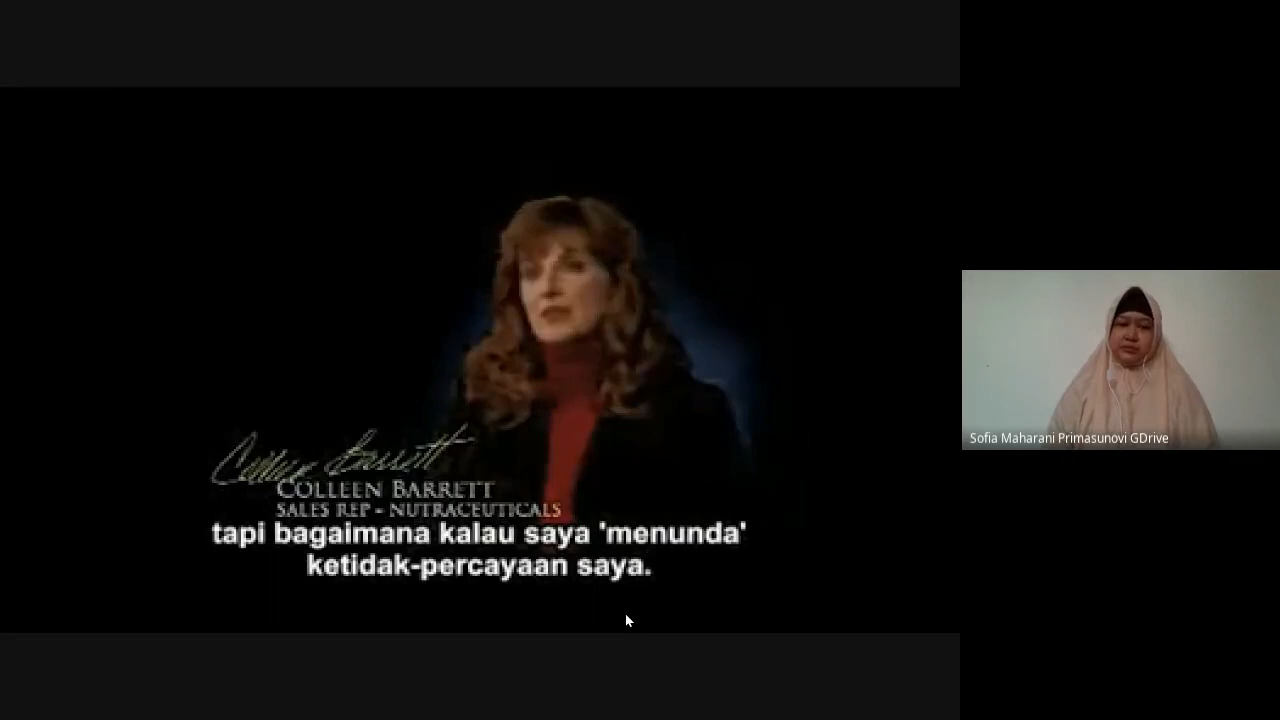 Colleen Barrett
COLLEEN BARRETT
SALES REP - NUTRACEUTICALS
tapi bagaimana kalau saya 'menunda'
ketidak-percayaan saya.
Sofia Maharani Primasunovi GDrive